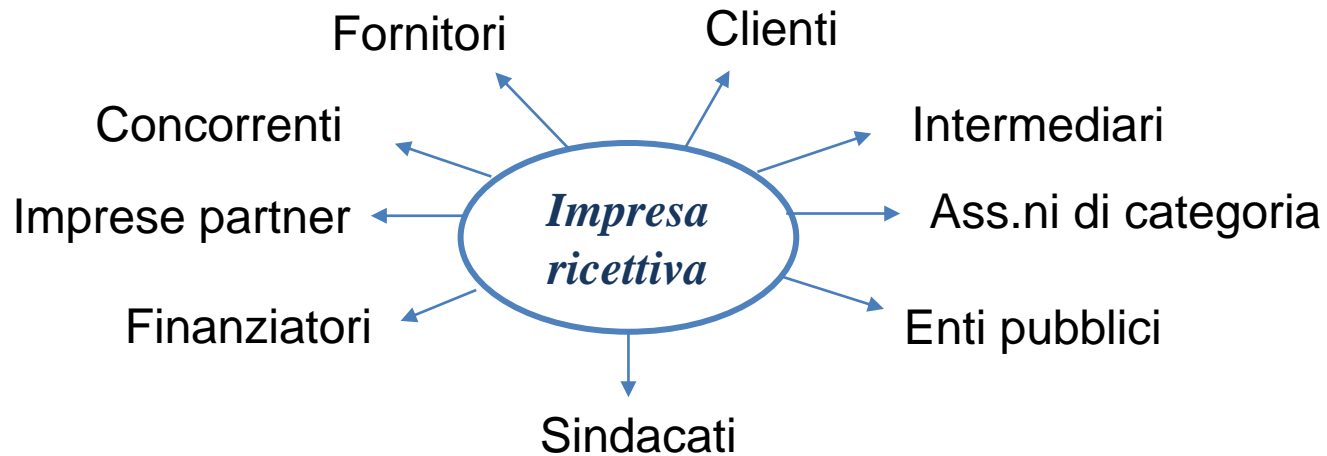 Fornitori
Clienti
Concorrenti
Intermediari
Imprese partner
Impresa
ricettiva
Ass.ni di categoria
Finanziatori
Enti pubblici
Sindacati